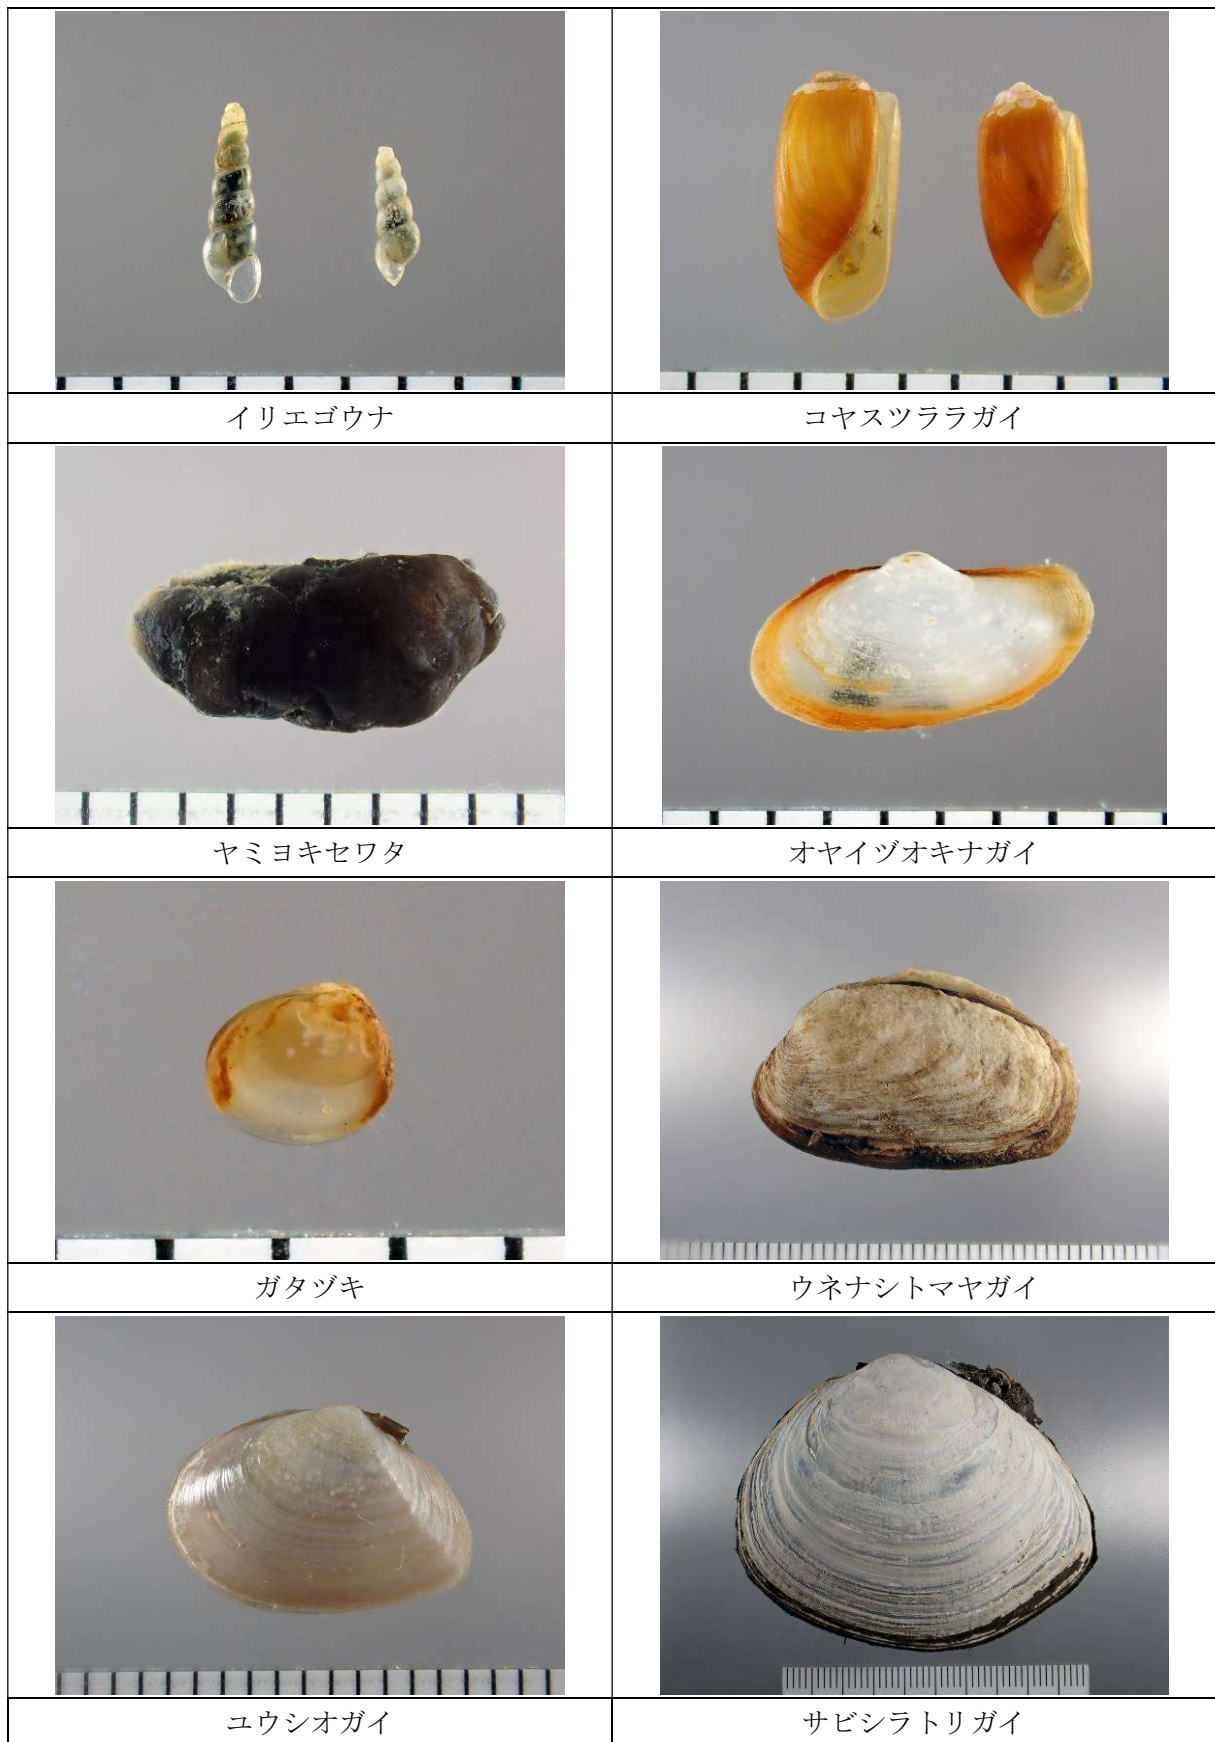 イリエゴウナ
コヤスツララガイ
ヤミヨキセワタ
オヤイヅオキナガイ
ガタヅキ
ウネナシトマヤガイ
ユウシオガイ
サビシラトリガイ